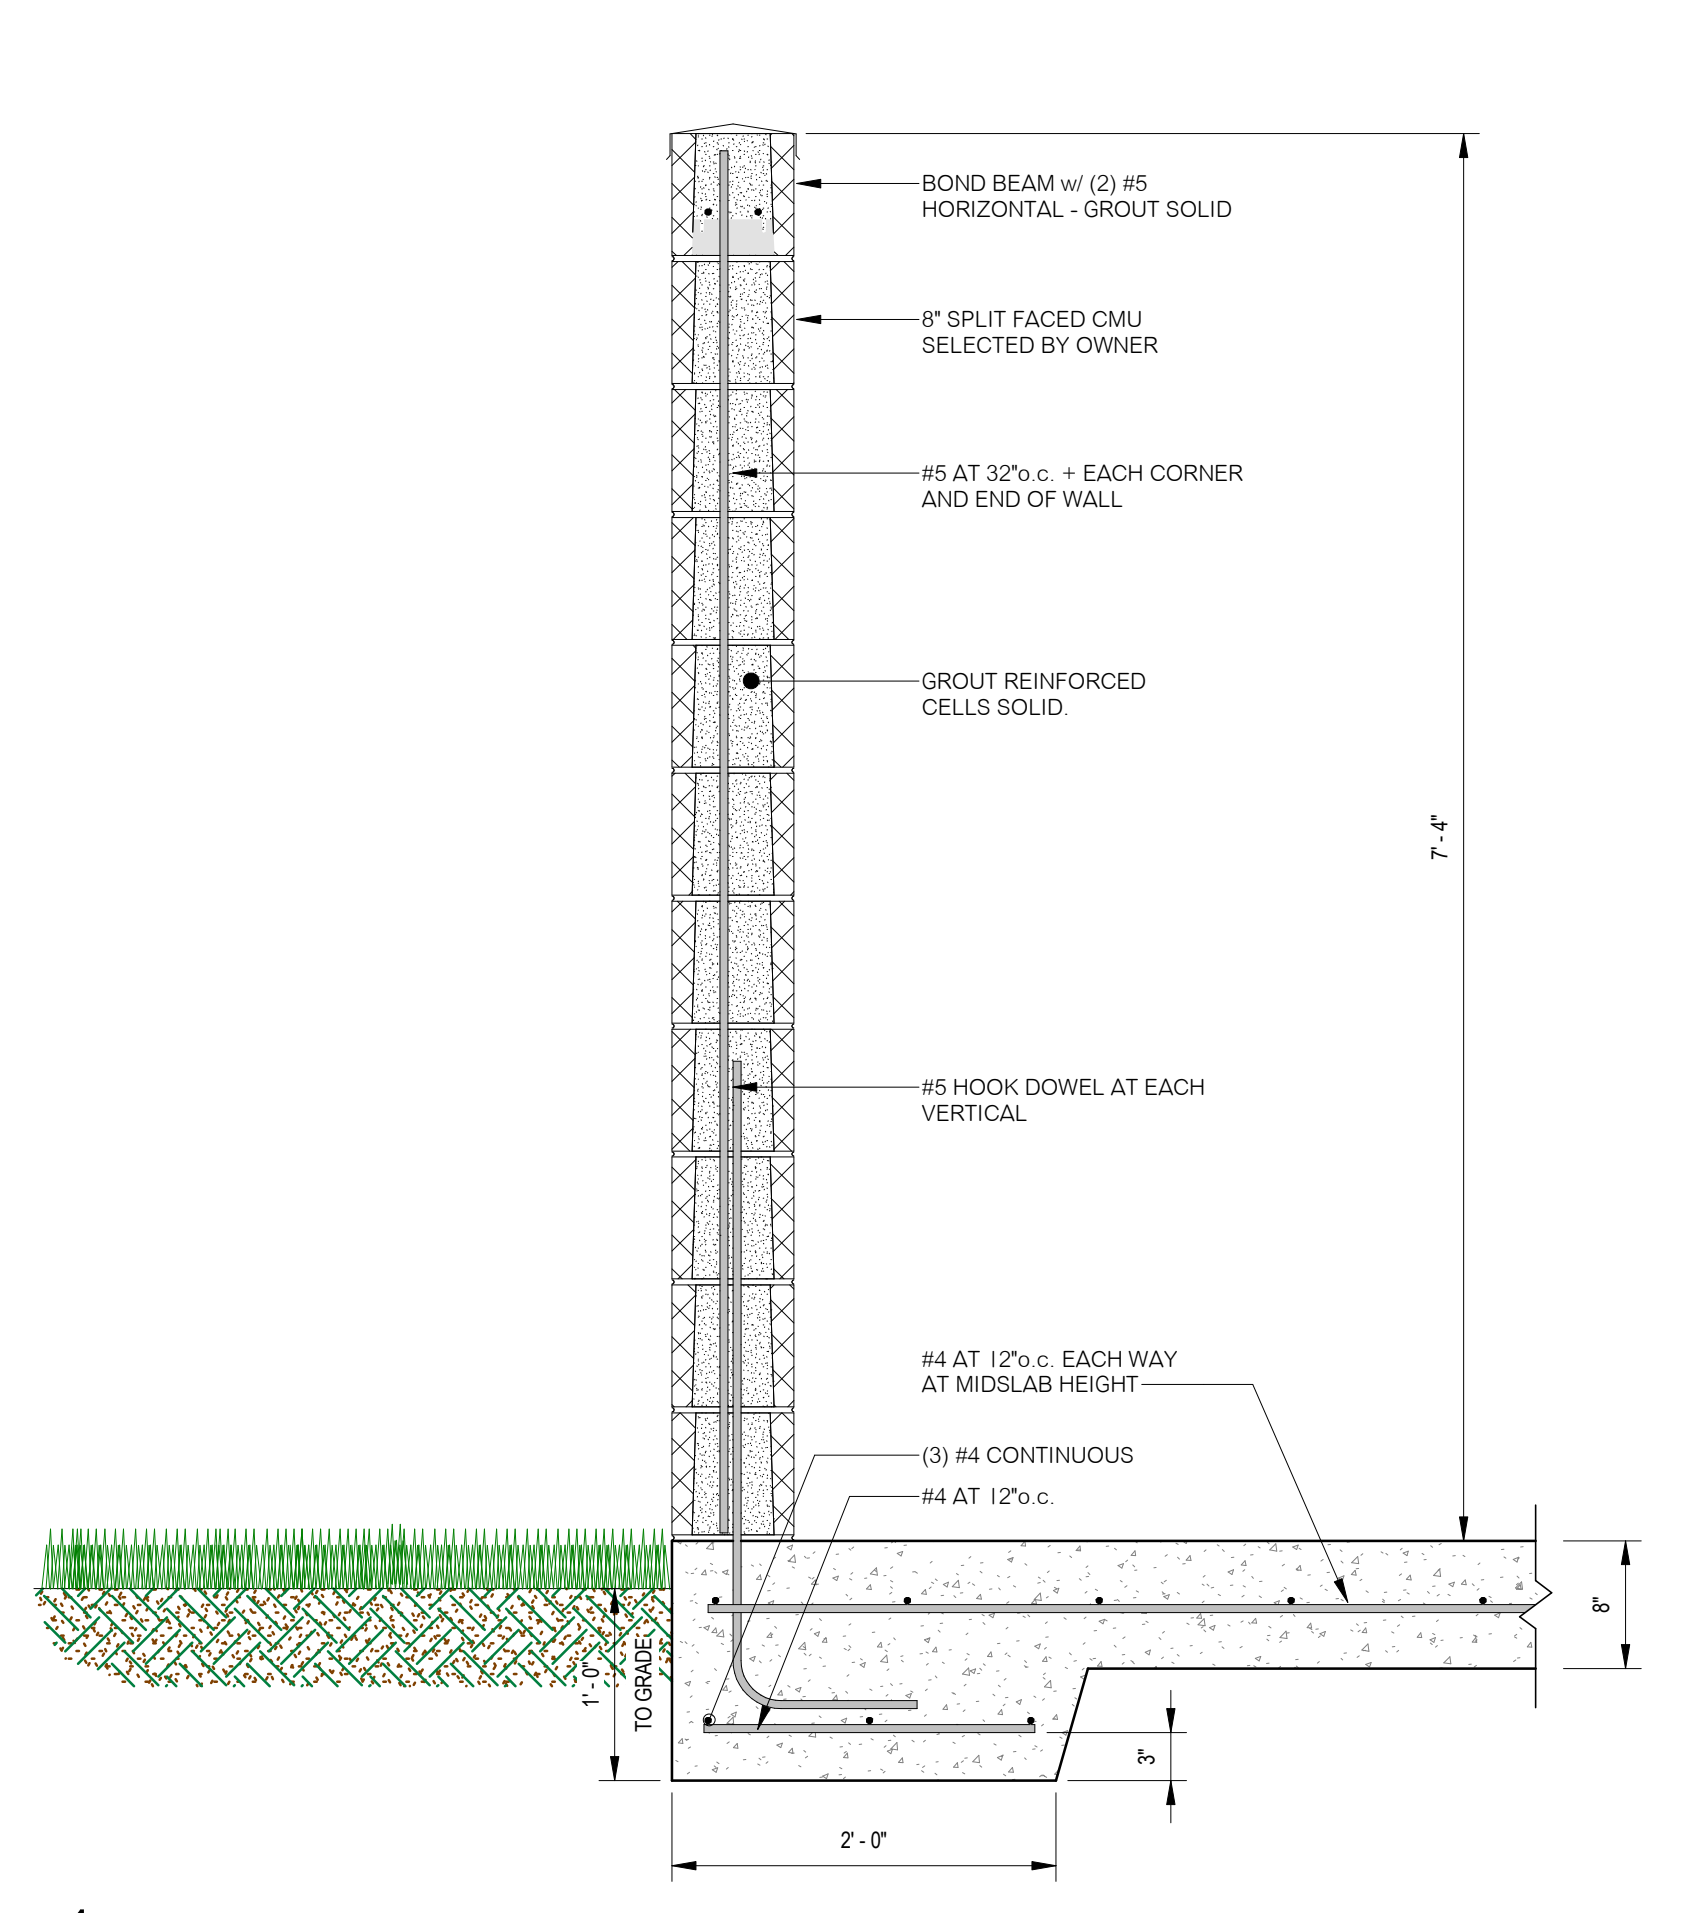 BOND BEAM w/ (2) #5
HORIZONTAL - GROUT SOLID
8" SPLIT FACED CMU
SELECTED BY OWNER
#5 AT 32"o.c. + EACH CORNER
AND END OF WALL
GROUT REINFORCED
CELLS SOLID.
7' - 4"
#5 HOOK DOWEL AT EACH
VERTICAL
#4 AT 12"o.c. EACH WAY
AT MIDSLAB HEIGHT
(3) #4 CONTINUOUS
#4 AT 12"o.c.
8"
1' - 0"
TO GRADE
3"
2' - 0"